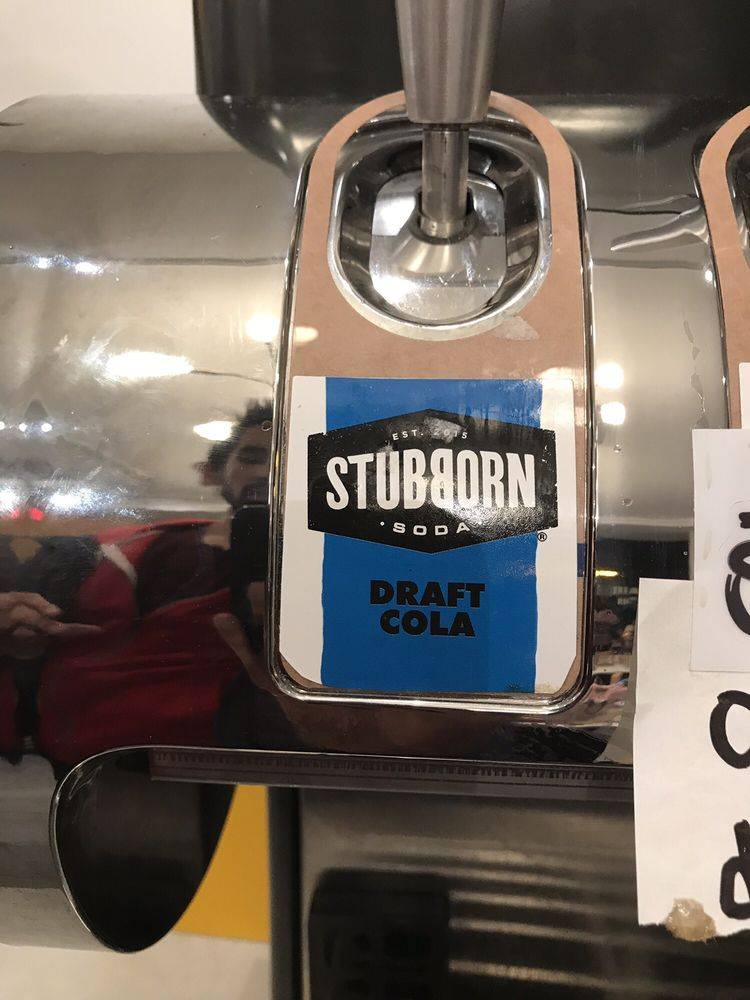 EST. 2015
STUBBORN
SODA
®
DRAFT
COLA